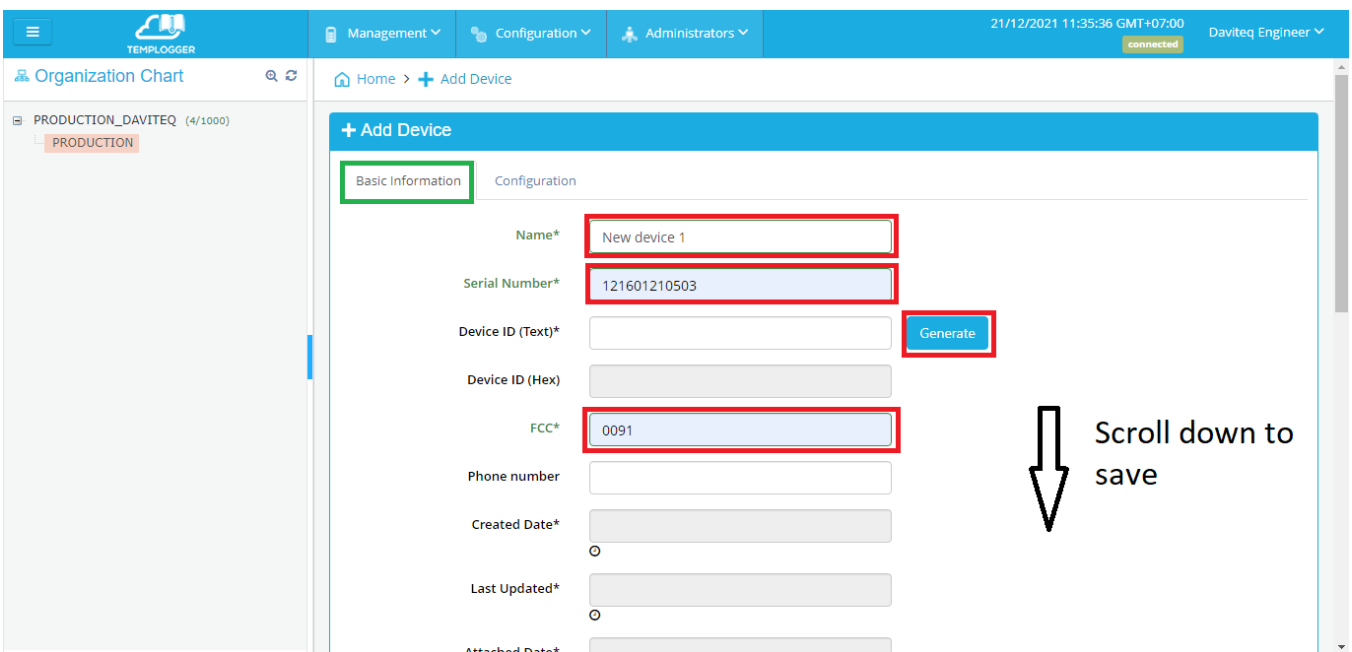 TEMPLOGGER
Management
Configuration
Administrators
21/12/2021 11:35:36 GMT+07:00
connected
Daviteq Engineer
Organization Chart
Home > Add Device
PRODUCTION_DAVITEQ (4/1000)
PRODUCTION
Add Device
Basic Information
Configuration
Name*
New device 1
Serial Number*
121601210503
Device ID (Text)*
Generate
Device ID (Hex)
FCC*
0091
Scroll down to
save
Phone number
Created Date*
Last Updated*
Attached Date*